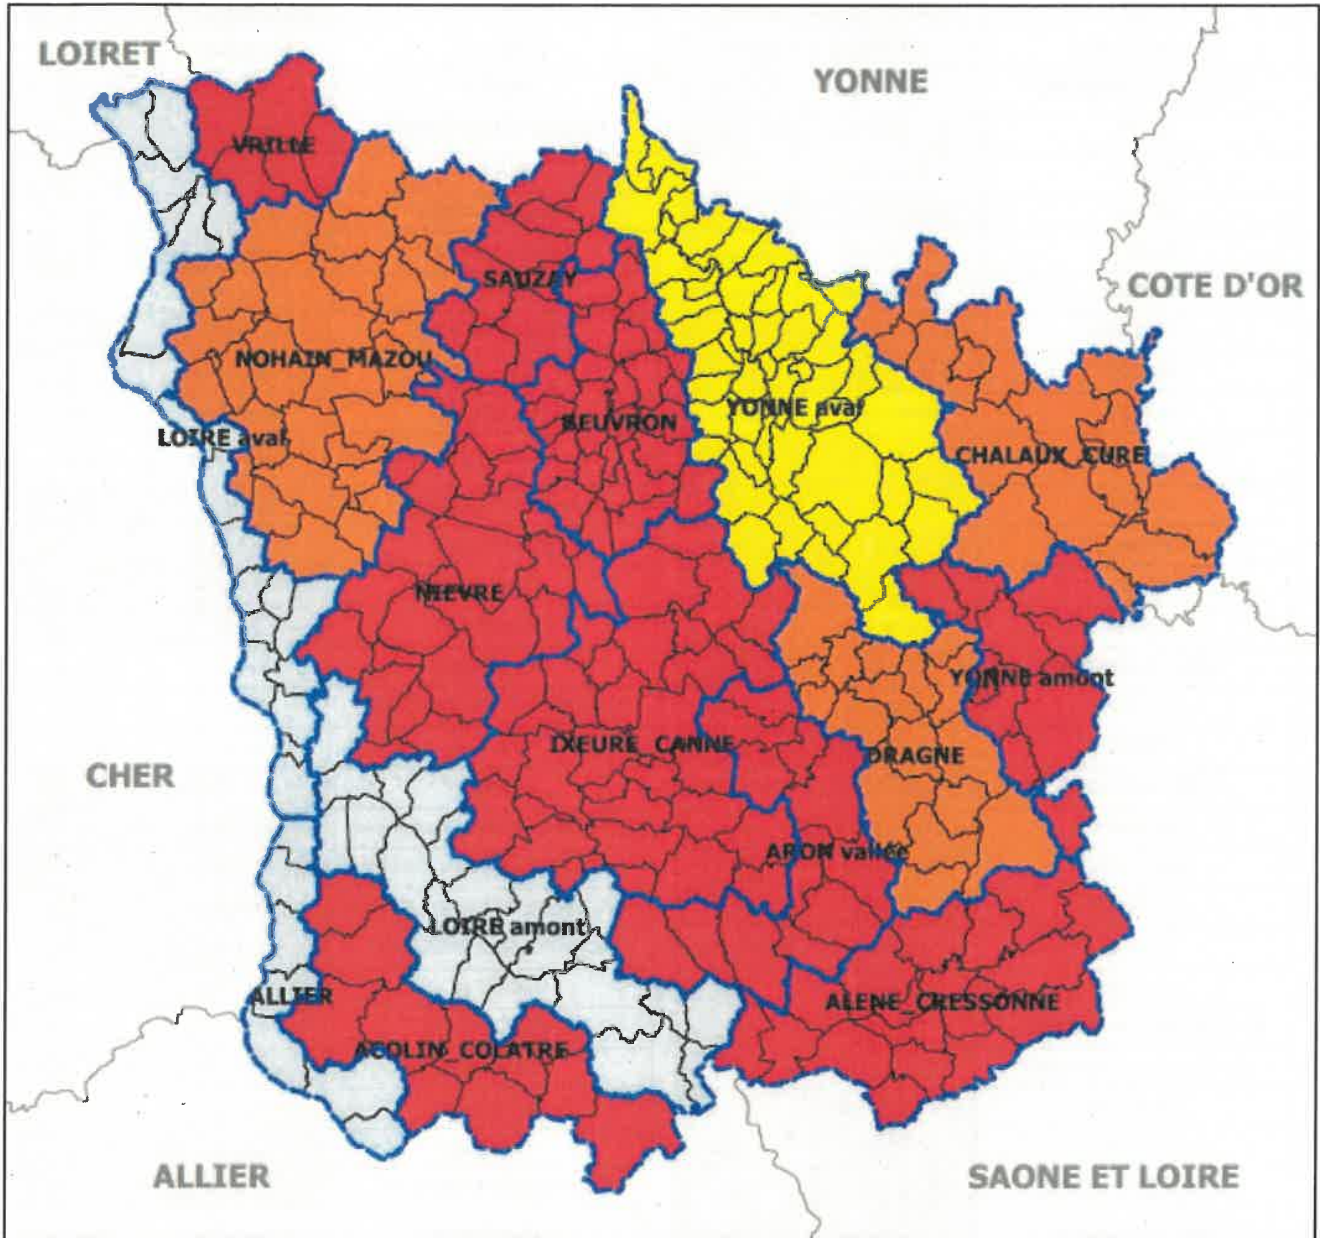 LOIRET
YONNE
VRILLE
SAUZAY
COTE D'OR
NOHAIN_MAZOU
YONNE aval
BEUVRON
LOIRE aval
CHALAUX_CURE
NIEVRE
YONNE amont
IXEURE_CANNE
DRAGNE
CHER
ARON vallée
LOIRE amont
ALLIER
ALENE_CRESSONNE
ACOLIN_COLATRE
ALLIER
SAONE ET LOIRE